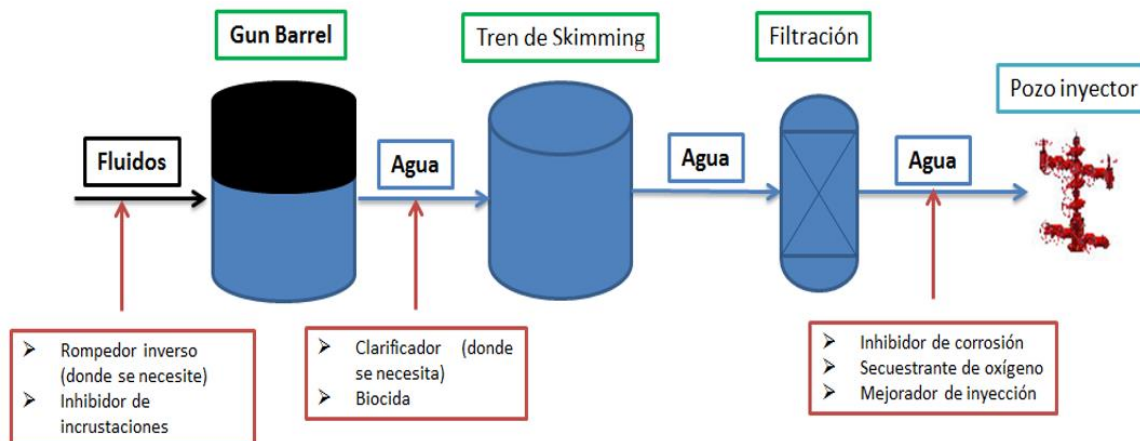 Gun Barrel
Tren de Skimming
Filtración
Pozo inyector
Fluidos
Agua
Agua
Agua
➢ Rompedor inverso
(donde se necesite)
➢ Inhibidor de
incrustaciones
➢ Clarificador (donde
se necesita)
➢ Biocida
➢ Inhibidor de corrosión
➢ Secuestrante de oxígeno
➢ Mejorador de inyección